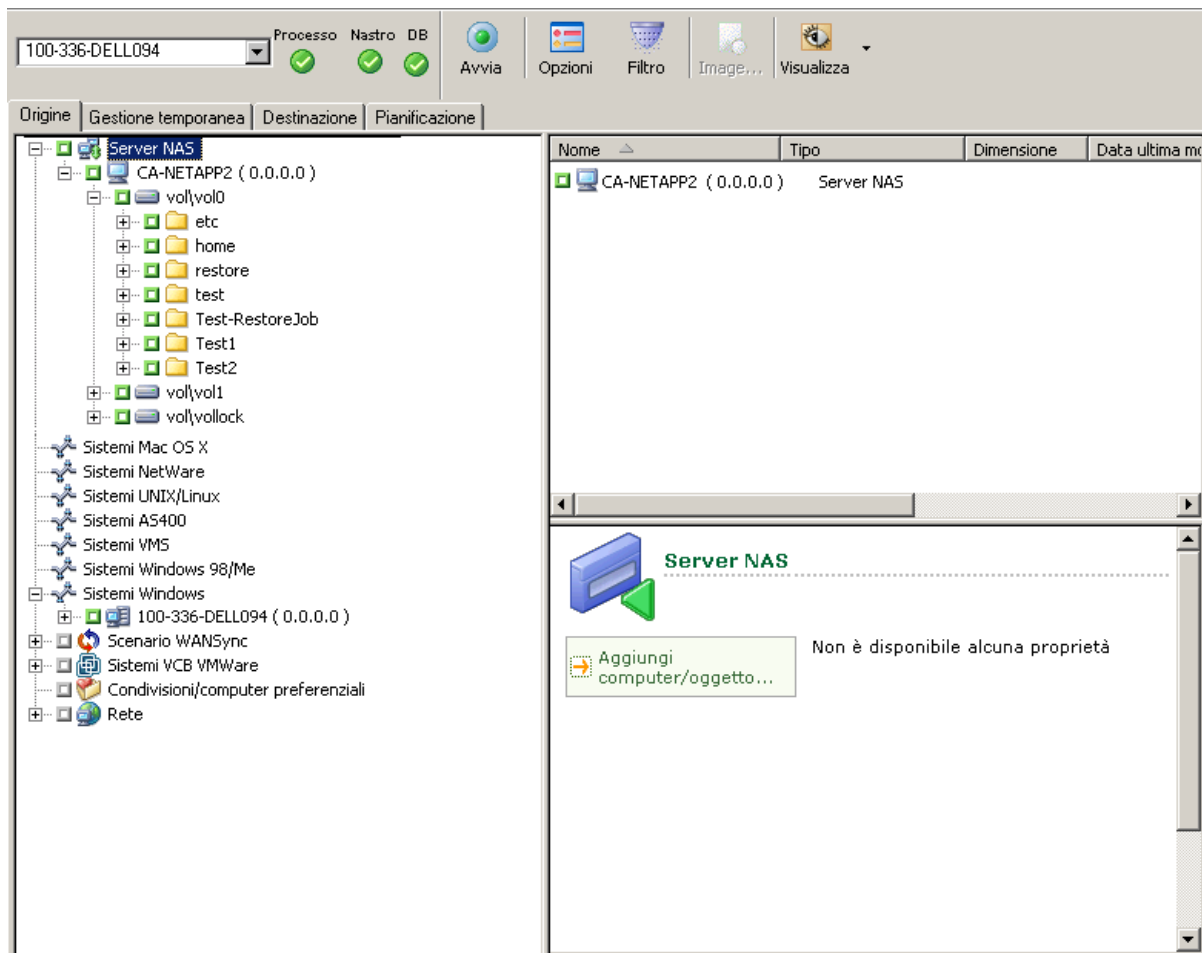 100-336-DELL094
Processo Nastro DB
Avvia
Opzioni
Filtro
Image...
Visualizza
Origine
Gestione temporanea
Destinazione
Pianificazione
Server NAS
CA-NETAPP2 ( 0.0.0.0 )
vol\vol0
etc
home
restore
test
Test-RestoreJob
Test1
Test2
vol\vol1
vol\vollock
Sistemi Mac OS X
Sistemi NetWare
Sistemi UNIX/Linux
Sistemi AS400
Sistemi VMS
Sistemi Windows 98/Me
Sistemi Windows
100-336-DELL094 ( 0.0.0.0 )
Scenario WANSync
Sistemi VCB VMWare
Condivisioni/computer preferenziali
Rete
Nome Tipo Dimensione Data ultima mo
CA-NETAPP2 ( 0.0.0.0 ) Server NAS
Server NAS
Aggiungi
computer/oggetto...
Non è disponibile alcuna proprietà